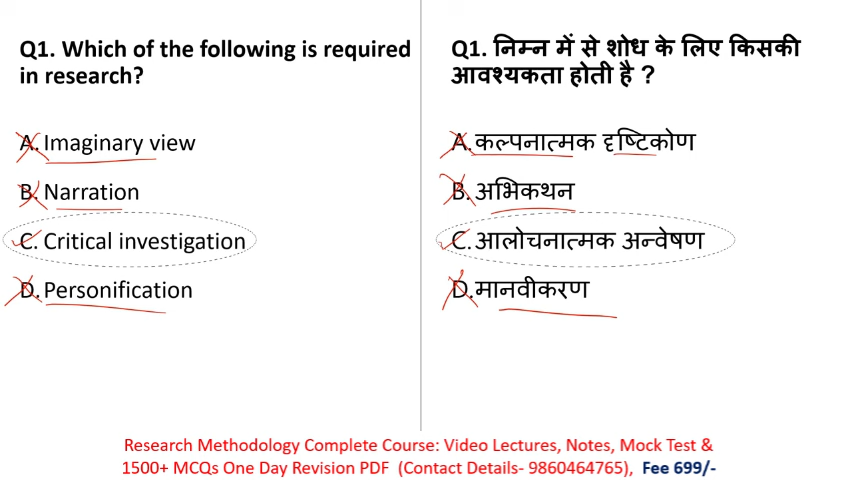 Q1. Which of the following is required
in research?
A. Imaginary view
B. Narration
C. Critical investigation
D. Personification
Q1. निम्न में से शोध के लिए किसकी
आवश्यकता होती है ?
A. कल्पनात्मक दृष्टिकोण
B. अभिकथन
C. आलोचनात्मक अन्वेषण
D. मानवीकरण
Research Methodology Complete Course: Video Lectures, Notes, Mock Test &
1500+ MCQs One Day Revision PDF (Contact Details- 9860464765), Fee 699/-